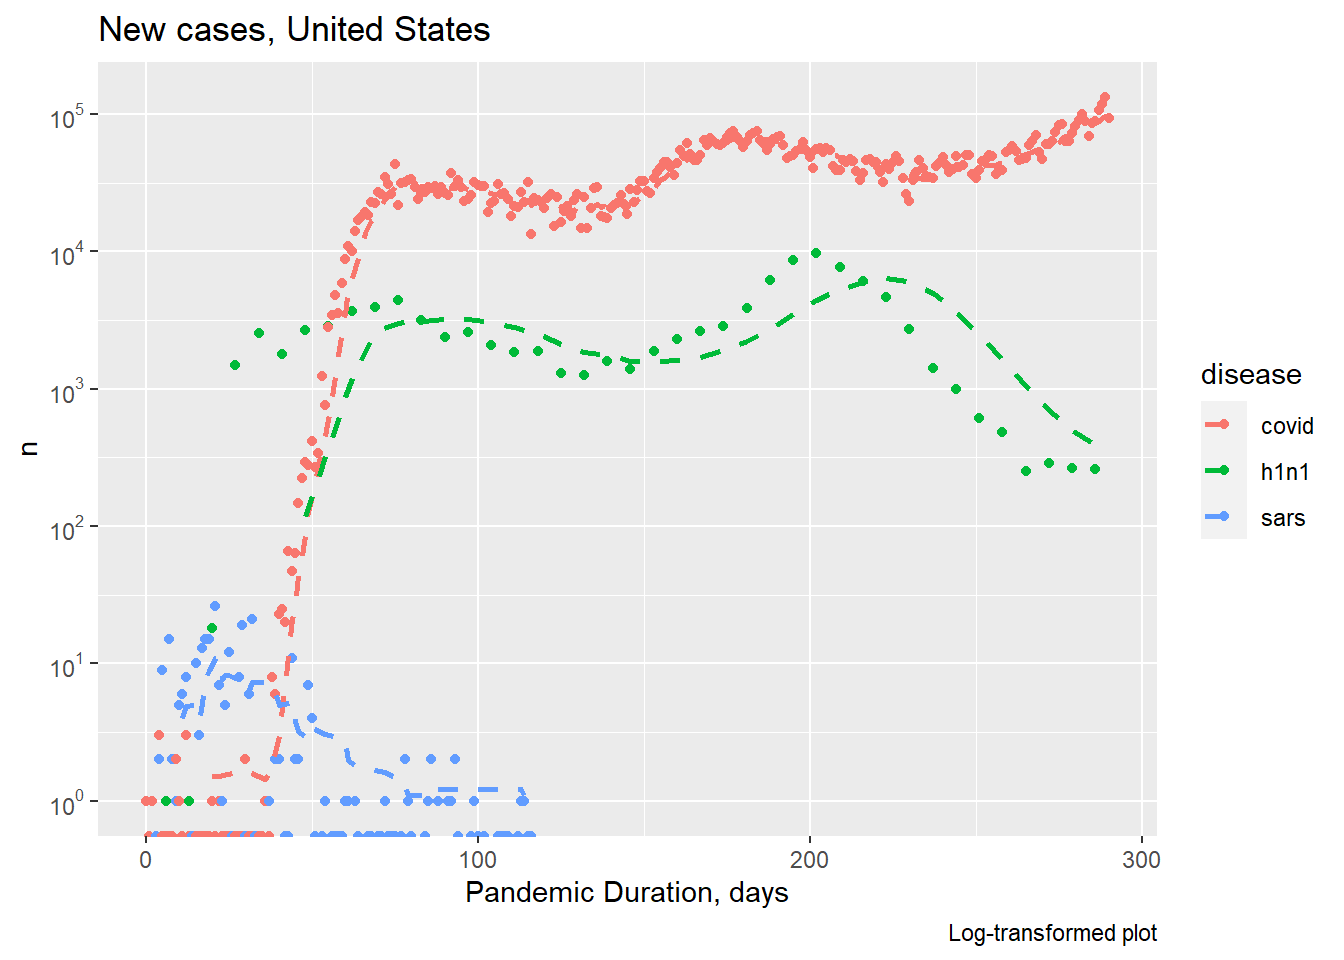 New cases, United States
n
10^5
10^4
10^3
10^2
10^1
10^0
0 100 200 300
Pandemic Duration, days
disease
covid
h1n1
sars
Log-transformed plot